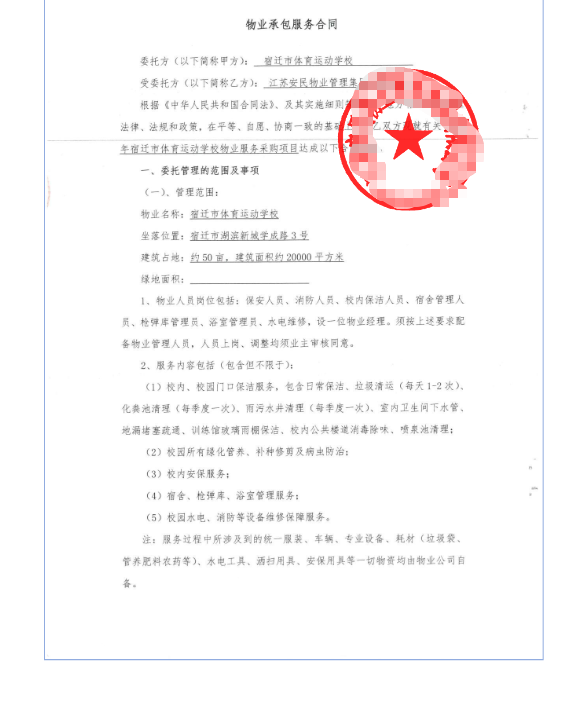 物业承包服务合同
委托方（以下简称甲方）：宿迁市体育运动学校
受委托方（以下简称乙方）：江苏安民物业管理集
根据《中华人民共和国合同法》、及其实施细则
法律、法规和政策，在平等、自愿、协商一致的基础上 乙双方 就有关
年宿迁市体育运动学校物业服务采购项目达成以下
一、委托管理的范围及事项
（一）、管理范围：
物业名称：宿迁市体育运动学校
坐落位置：宿迁市湖滨新城学成路 3 号
建筑占地：约 50 亩，建筑面积约 20000 平方米
绿地面积：
1、物业人员岗位包括：保安人员、消防人员、校内保洁人员、宿舍管理人
员、枪弹库管理员、浴室管理员、水电维修，设一位物业经理。须按上述要求配
备物业管理人员，人员上岗、调整均须业主审核同意。
2、服务内容包括（包含但不限于）：
（1）校内、校园门口保洁服务，包含日常保洁、垃圾清运（每天 1-2 次）、
化粪池清理（每季度一次）、雨污水井清理（每季度一次）、室内卫生间下水管、
地漏堵塞疏通、训练馆玻璃雨棚保洁、校内公共楼道消毒除味、喷泉池清理；
（2）校园所有绿化管养、补种修剪及病虫防治；
（3）校内安保服务；
（4）宿舍、枪弹库、浴室管理服务；
（5）校园水电、消防等设备维修保障服务。
注：服务过程中所涉及到的统一服装、车辆、专业设备、耗材（垃圾袋、
管养肥料农药等）、水电工具、洒扫用具、安保用具等一切物资均由物业公司自
备。